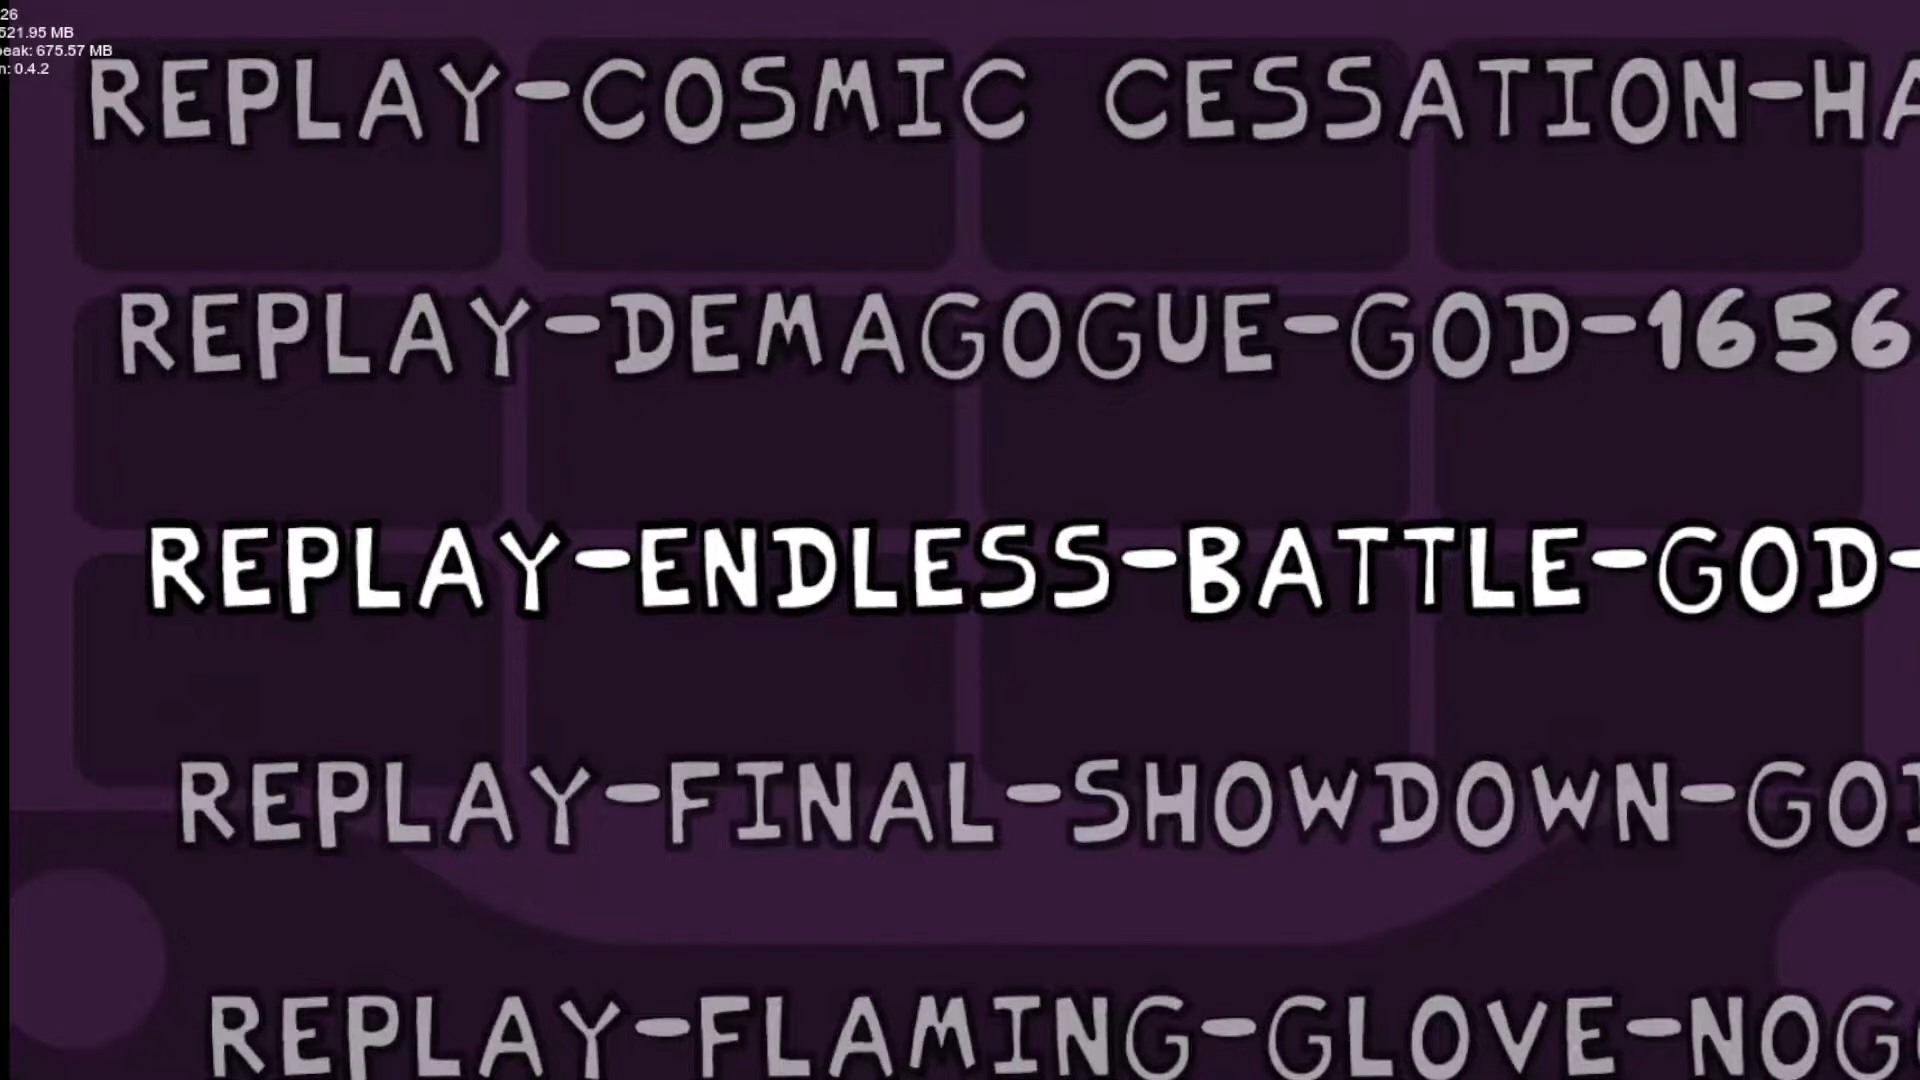 26
521.95 MB
eak: 675.57 MB
n: 0.4.2
REPLAY-COSMIC CESSATION-HA
REPLAY-DEMAGOGUE-GOD-1656
REPLAY-ENDLESS-BATTLE-GOD-
REPLAY-FINAL-SHOWDOWN-GOD
REPLAY-FLAMING-GLOVE-NOG